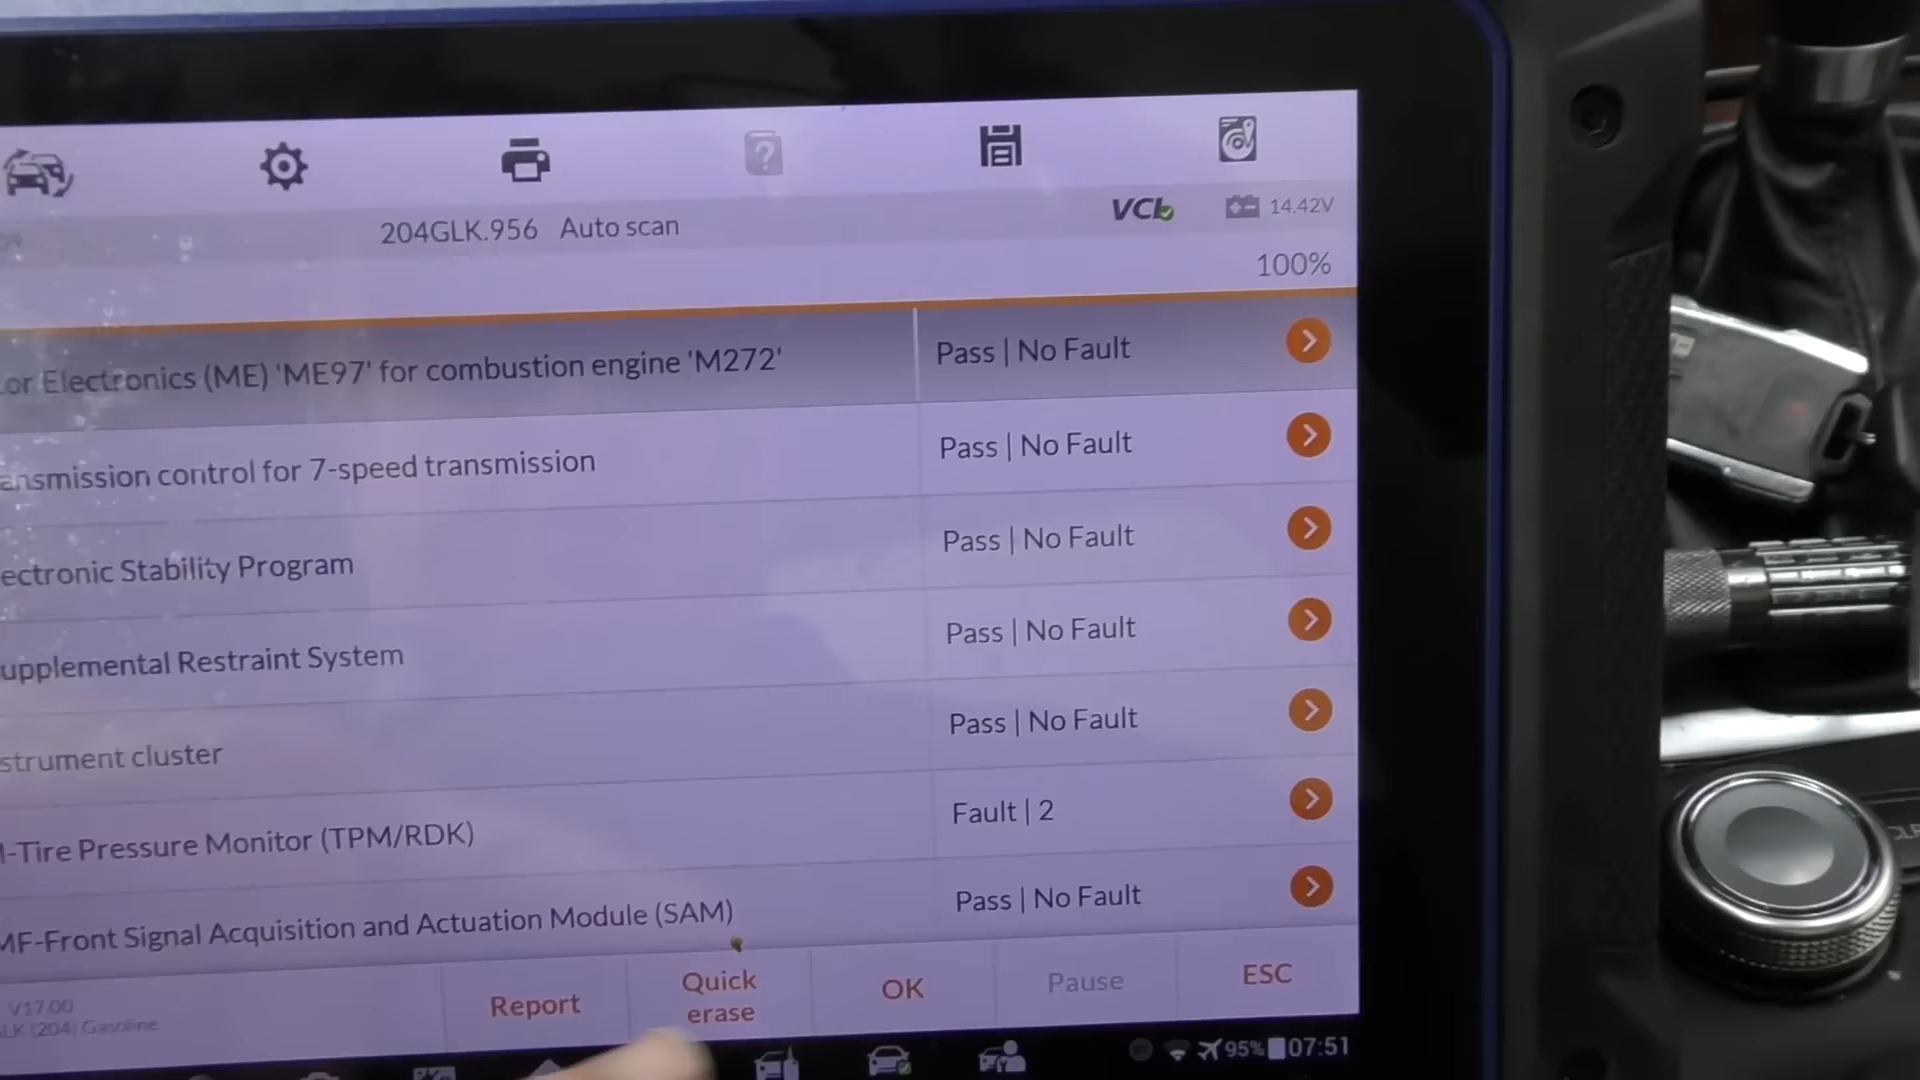 204GLK.956 Auto scan
VCI
14.42V
100%
or Electronics (ME) 'ME97' for combustion engine 'M272'
Pass | No Fault
ansmission control for 7-speed transmission
Pass | No Fault
ectronic Stability Program
Pass | No Fault
upplemental Restraint System
Pass | No Fault
strument cluster
Pass | No Fault
-Tire Pressure Monitor (TPM/RDK)
Fault | 2
MF-Front Signal Acquisition and Actuation Module (SAM)
Pass | No Fault
V17.00
LK (204) Gasoline
Report
Quick
erase
OK
Pause
ESC
95%
07:51